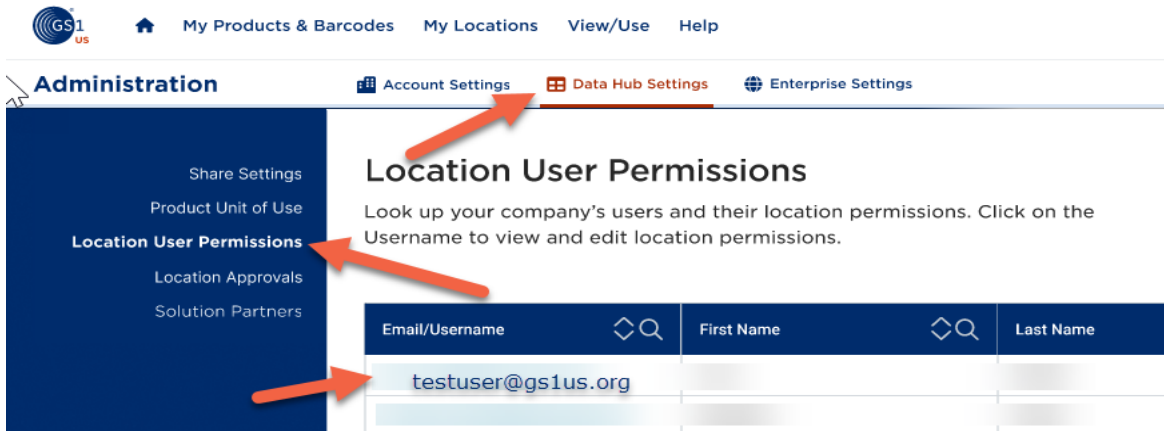 GS1
US
My Products & Barcodes My Locations View/Use Help
Administration
Account Settings Data Hub Settings Enterprise Settings
Share Settings
Product Unit of Use
Location User Permissions
Location Approvals
Solution Partners
Location User Permissions
Look up your company's users and their location permissions. Click on the
Username to view and edit location permissions.
Email/Username First Name Last Name
testuser@gs1us.org